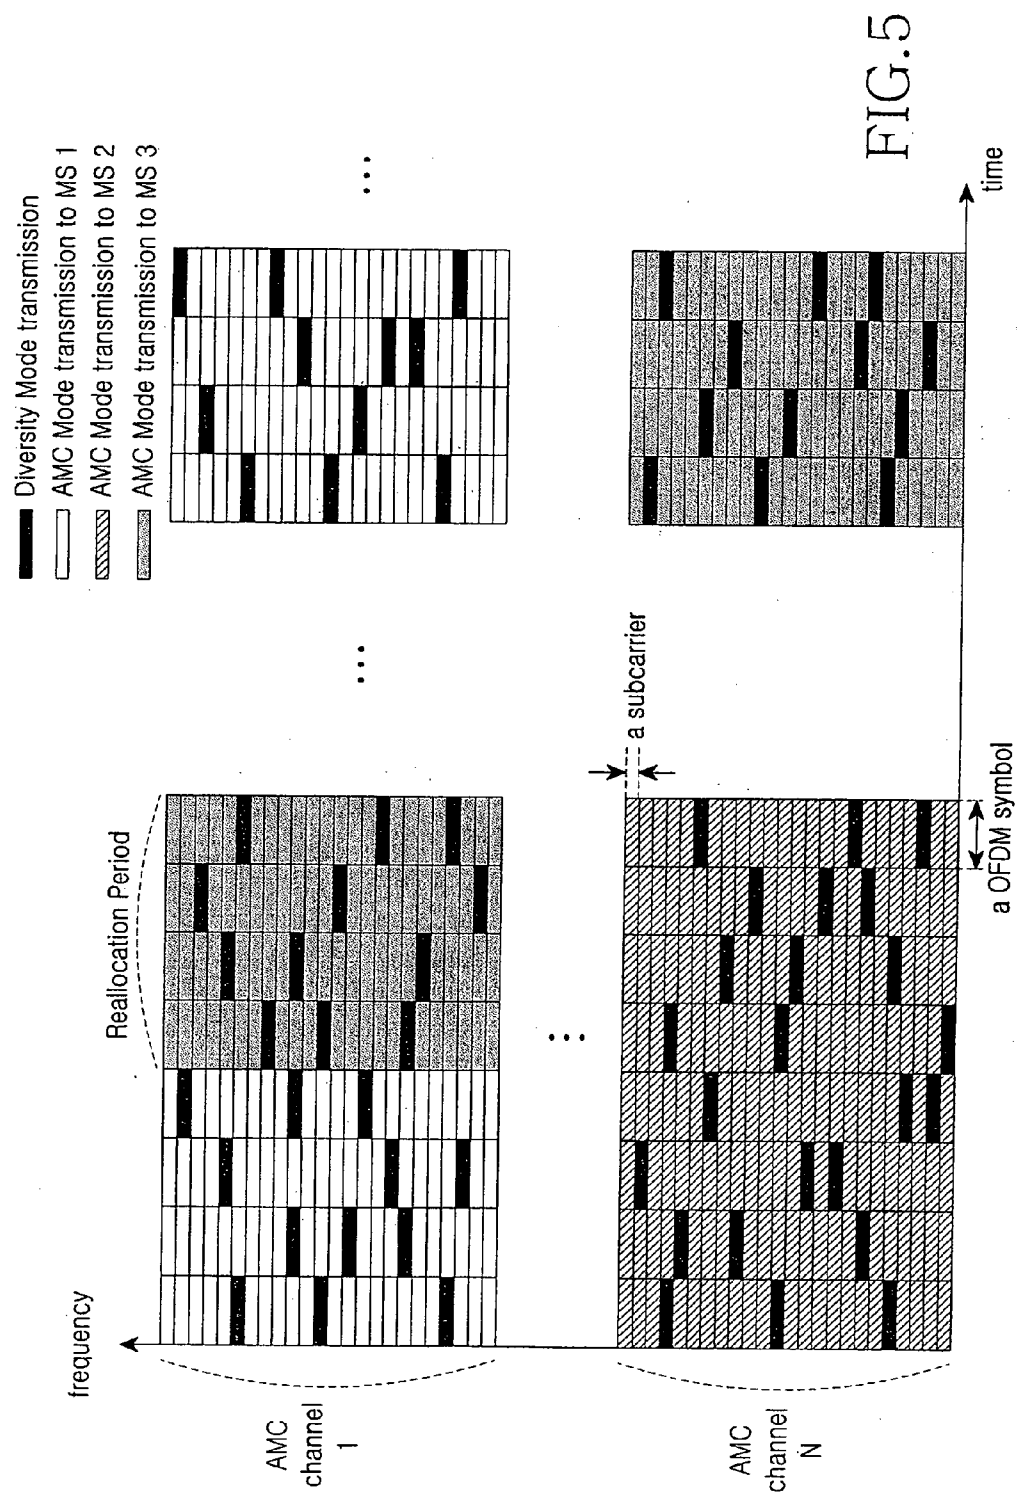 Diversity Mode transmission
AMC Mode transmission to MS 1
AMC Mode transmission to MS 2
AMC Mode transmission to MS 3
frequency
Reallocation Period
...
...
AMC
channel
1
...
a subcarrier
AMC
channel
N
a OFDM symbol
time
FIG.5